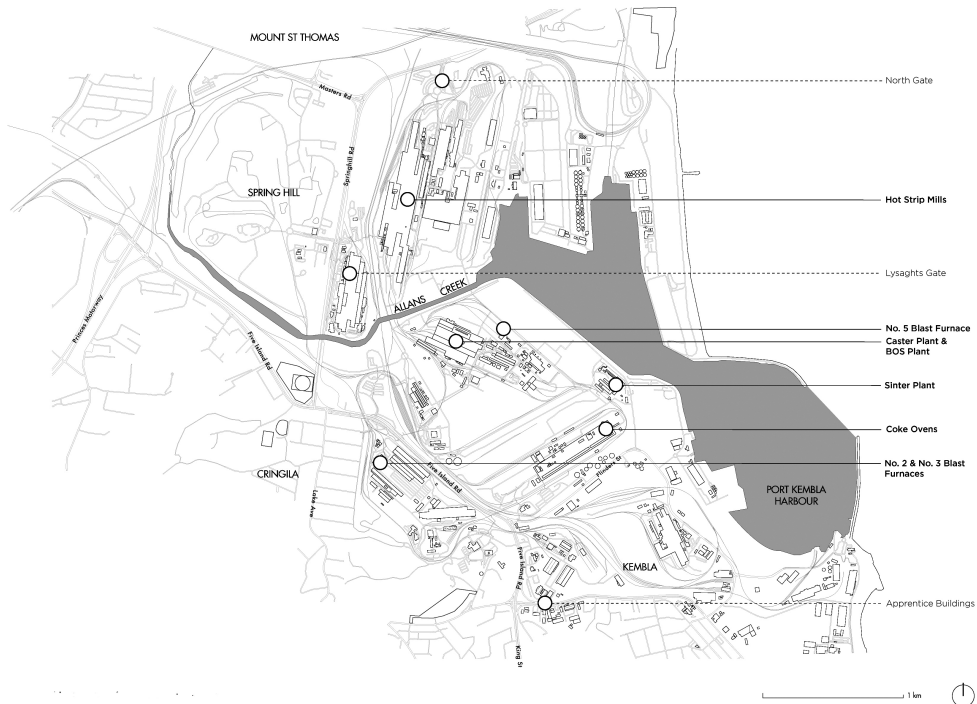 MOUNT ST THOMAS
North Gate
Masters Rd
Springhill Rd
SPRING HILL
Hot Strip Mills
Lysaghts Gate
ALLANS CREEK
Princes Motorway
Five Island Rd
No. 5 Blast Furnace
Caster Plant &
BOS Plant
Sinter Plant
Coke Ovens
No. 2 & No. 3 Blast
Furnaces
Five Island Rd
Flinders St
CRINGILA
Lake Ave
PORT KEMBLA
HARBOUR
KEMBLA
Five Island Rd
Apprentice Buildings
King St
1 km